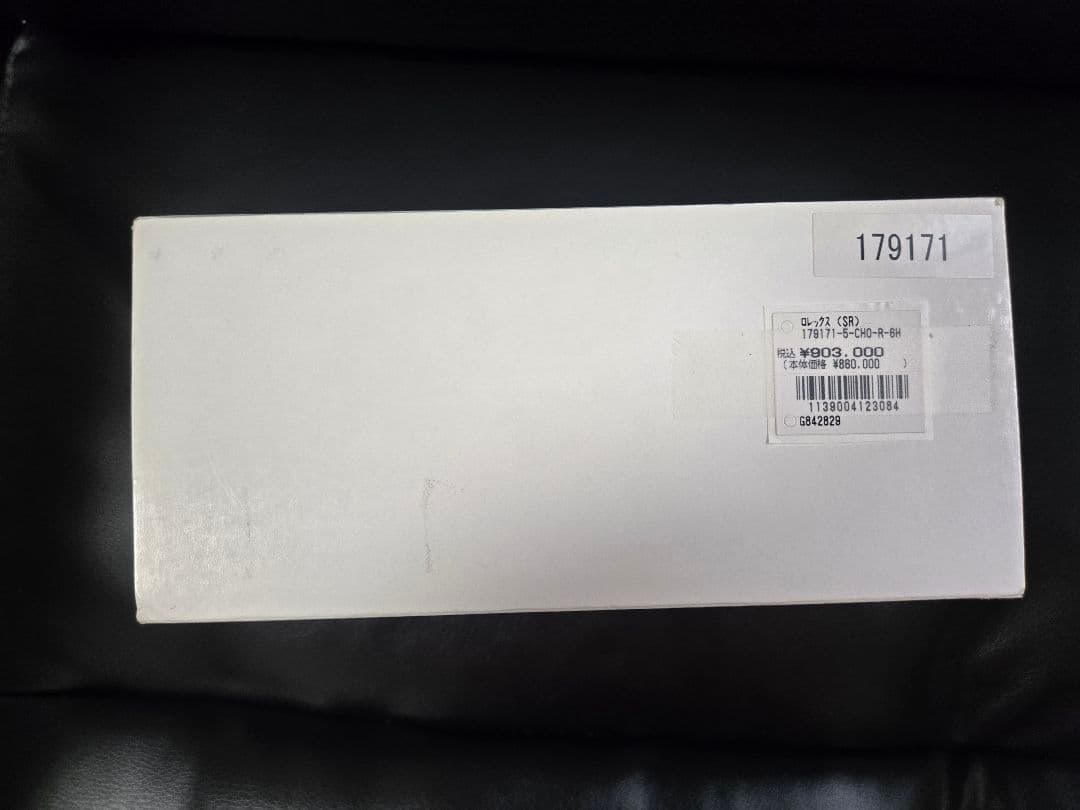 179171
ロレックス (SR)
179171-5-CHO-R-6H
税込 ¥903.000
(本体価格 ¥860.000 )
1139004123084
G842829